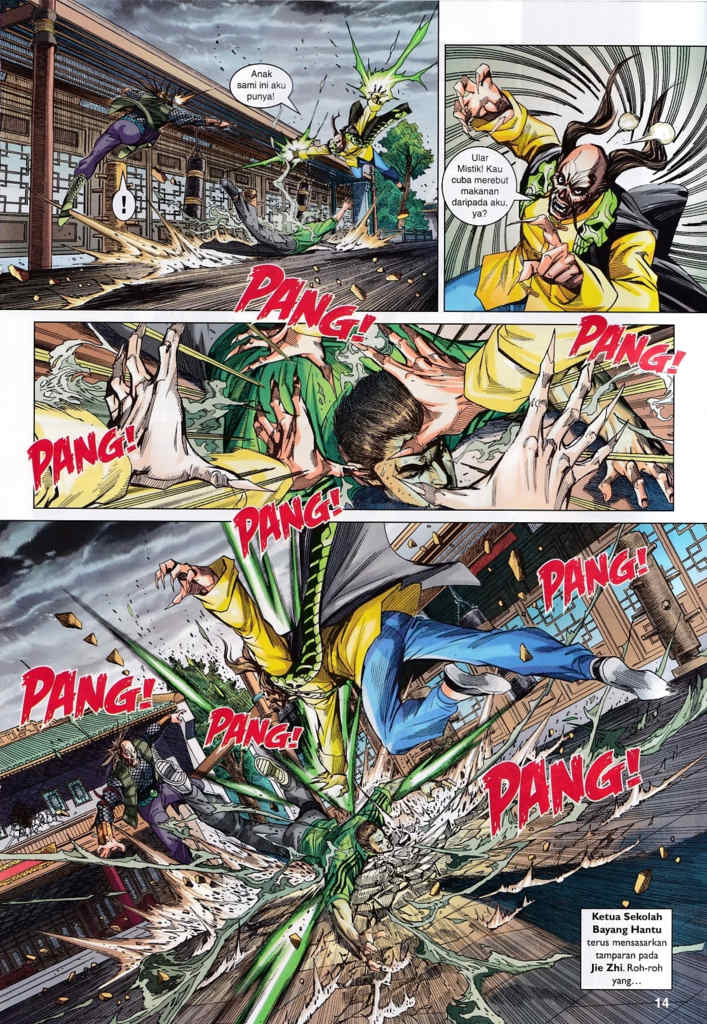 Anak
sami ini aku
punya!
!
Ular
Mistik! Kau
cuba merebut
makanan
daripada aku,
ya?
PANG!
PANG!
PANG!
PANG!
PANG!
PANG!
PANG!
PANG!
Ketua Sekolah
Bayang Hantu
terus mensasarkan
tamparan pada
Jie Zhi. Roh-roh
yang...
14